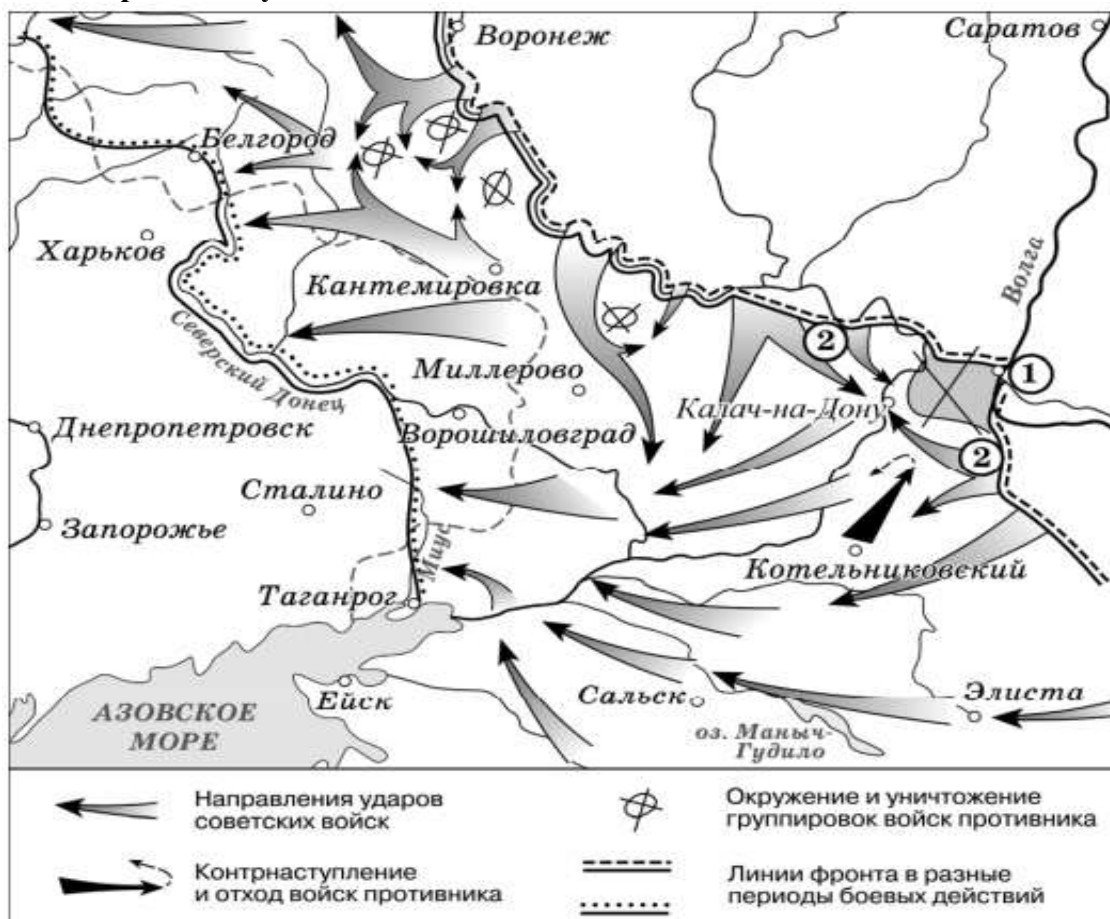 Воронеж
Саратов
Белгород
Харьков
Волга
Кантемировка
Северский Донец
Миллерово
2
1
Калач-на-Дону
Днепропетровск
Ворошиловград
2
Сталино
Запорожье
Миус
Котельниковский
Таганрог
Ейск
Сальск
Элиста
АЗОВСКОЕ
МОРЕ
оз. Маныч-
Гудило
Направления ударов
советских войск
Окружение и уничтожение
группировок войск противника
Контрнаступление
и отход войск противника
Линии фронта в разные
периоды боевых действий